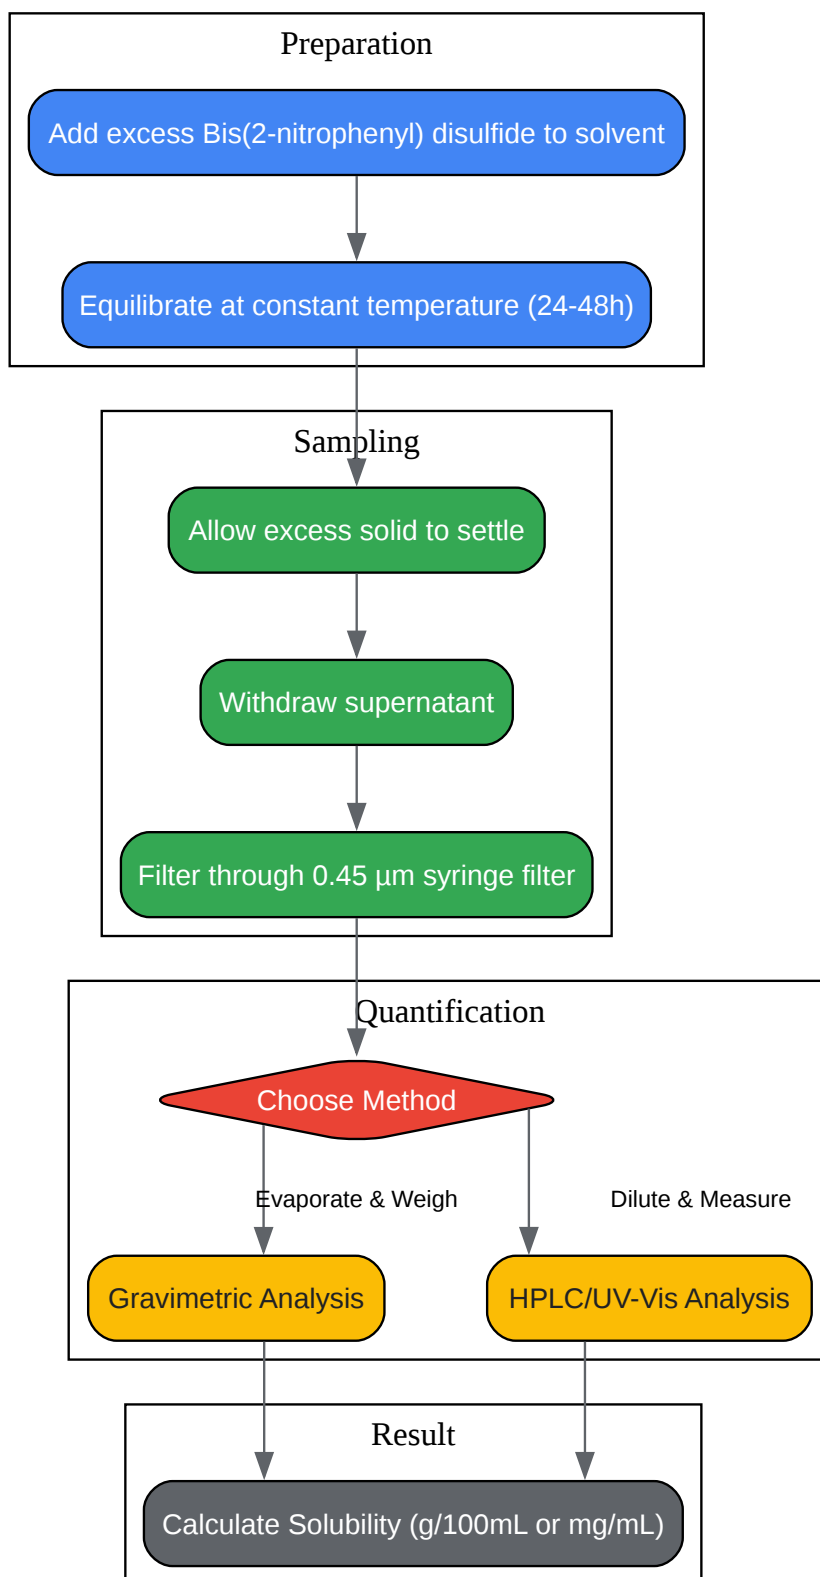 Preparation
Add excess Bis(2-nitrophenyl) disulfide to solvent
Equilibrate at constant temperature (24-48h)
Sampling
Allow excess solid to settle
Withdraw supernatant
Filter through 0.45 µm syringe filter
Quantification
Choose Method
Evaporate & Weigh
Dilute & Measure
Gravimetric Analysis
HPLC/UV-Vis Analysis
Result
Calculate Solubility (g/100mL or mg/mL)